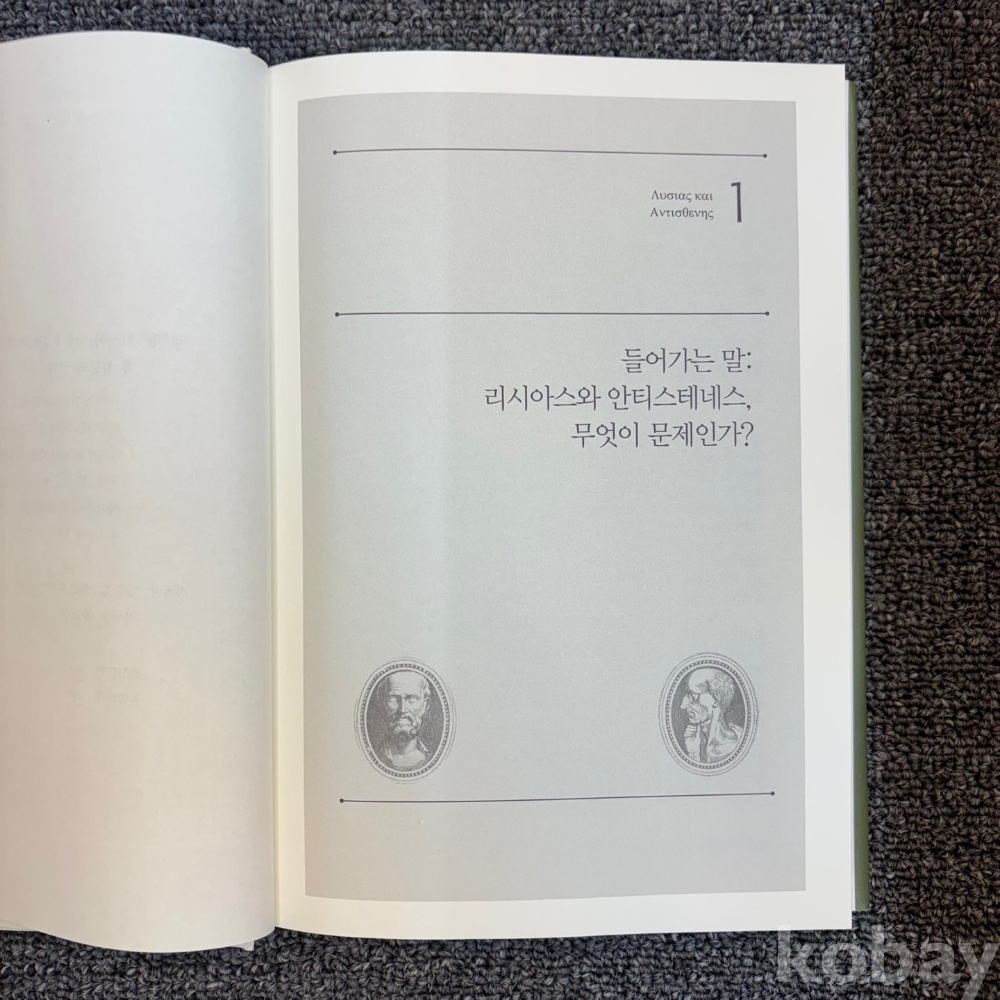 Λυσιας και
Αντισθενης
1
들어가는 말:
리시아스와 안티스테네스,
무엇이 문제인가?
kobay